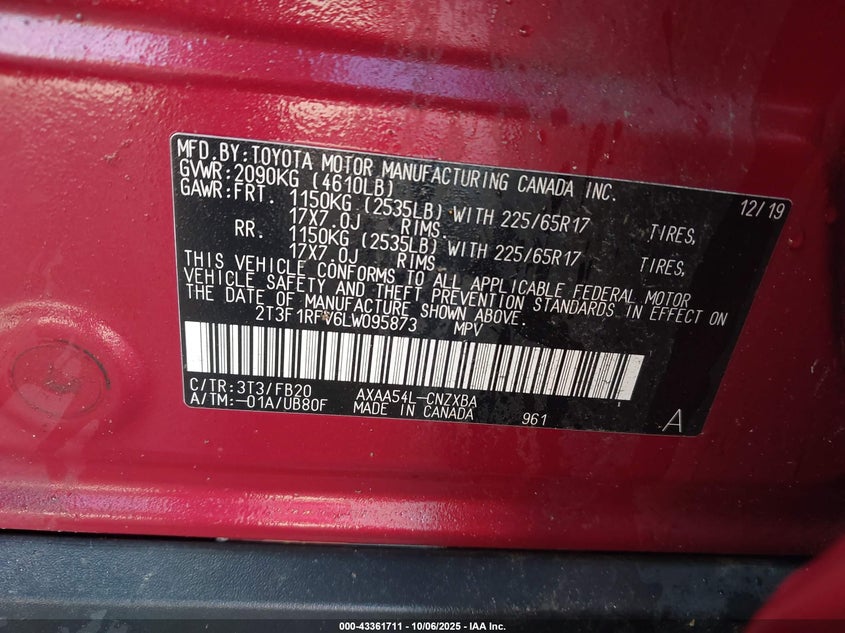 MFD.BY:TOYOTA MOTOR MANUFACTURING CANADA INC.
GVWR:2090KG (4610LB) 12/19
GAWR:FRT. 1150KG (2535LB) WITH 225/65R17 TIRES,
17X7.0J RIMS,
RR. 1150KG (2535LB) WITH 225/65R17 TIRES,
17X7.0J RIMS,
THIS VEHICLE CONFORMS TO ALL APPLICABLE FEDERAL MOTOR
VEHICLE SAFETY AND THEFT PREVENTION STANDARDS IN EFFECT ON
THE DATE OF MANUFACTURE SHOWN ABOVE.
2T3F1RFV6LW095873 MPV
C/TR:3T3/FB20 AXAA54L-CNZXBA
A/TM:-01A/UB80F MADE IN CANADA 961 A
000-43361711 - 10/06/2025 - IAA Inc.